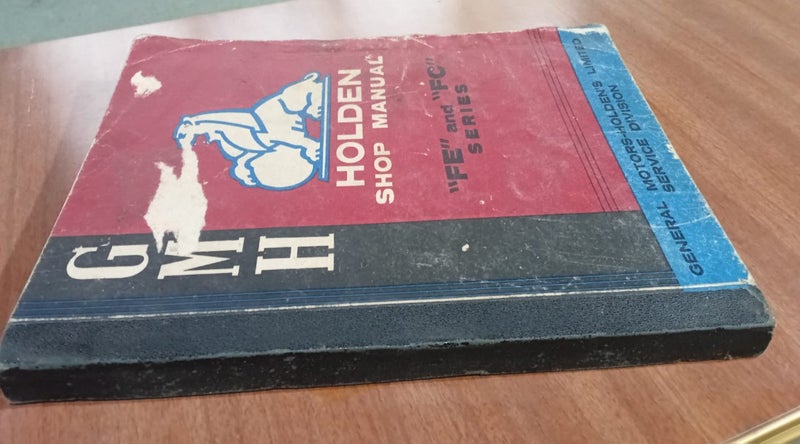 HOLDEN
SHOP MANUAL
"FE" and "FC"
SERIES
G
M
H
GENERAL MOTORS-HOLDEN'S LIMITED
SERVICE DIVISION